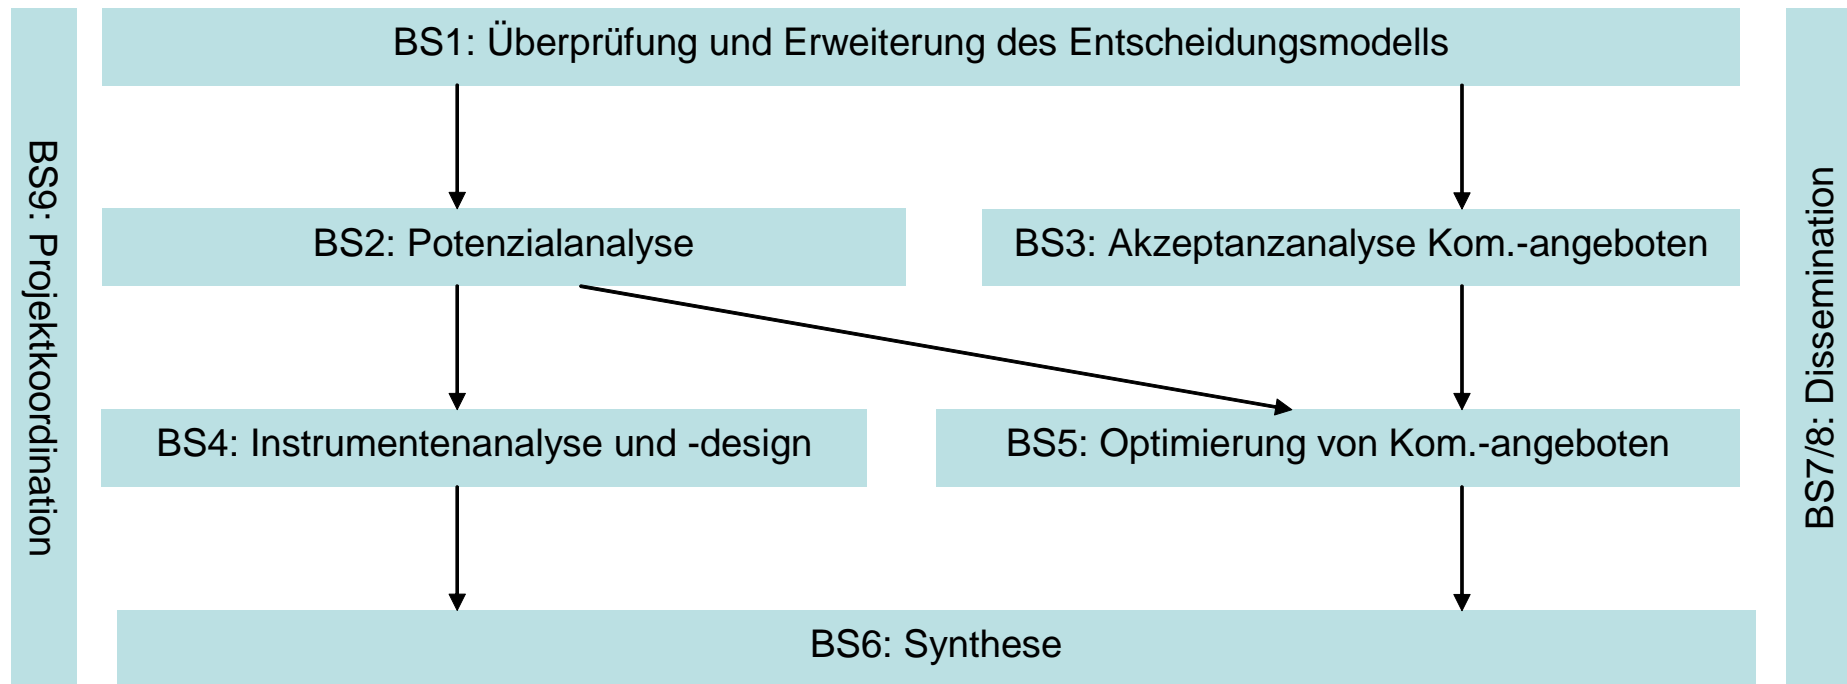 BS1: Überprüfung und Erweiterung des Entscheidungsmodells
BS9: Projektkoordination
BS2: Potenzialanalyse
BS3: Akzeptanzanalyse Kom.-angeboten
BS4: Instrumentenanalyse und -design
BS5: Optimierung von Kom.-angeboten
BS6: Synthese
BS7/8: Dissemination